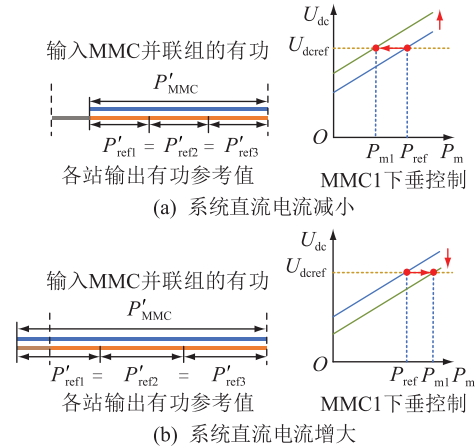 输入MMC并联组的有功
P′MMC
P′ref1 = P′ref2 = P′ref3
各站输出有功参考值
Udc
Udcref
O
Pm1 Pref Pm
MMC1下垂控制
(a) 系统直流电流减小
输入MMC并联组的有功
P′MMC
P′ref1 = P′ref2 = P′ref3
各站输出有功参考值
Udc
Udcref
O
Pref Pm1 Pm
MMC1下垂控制
(b) 系统直流电流增大